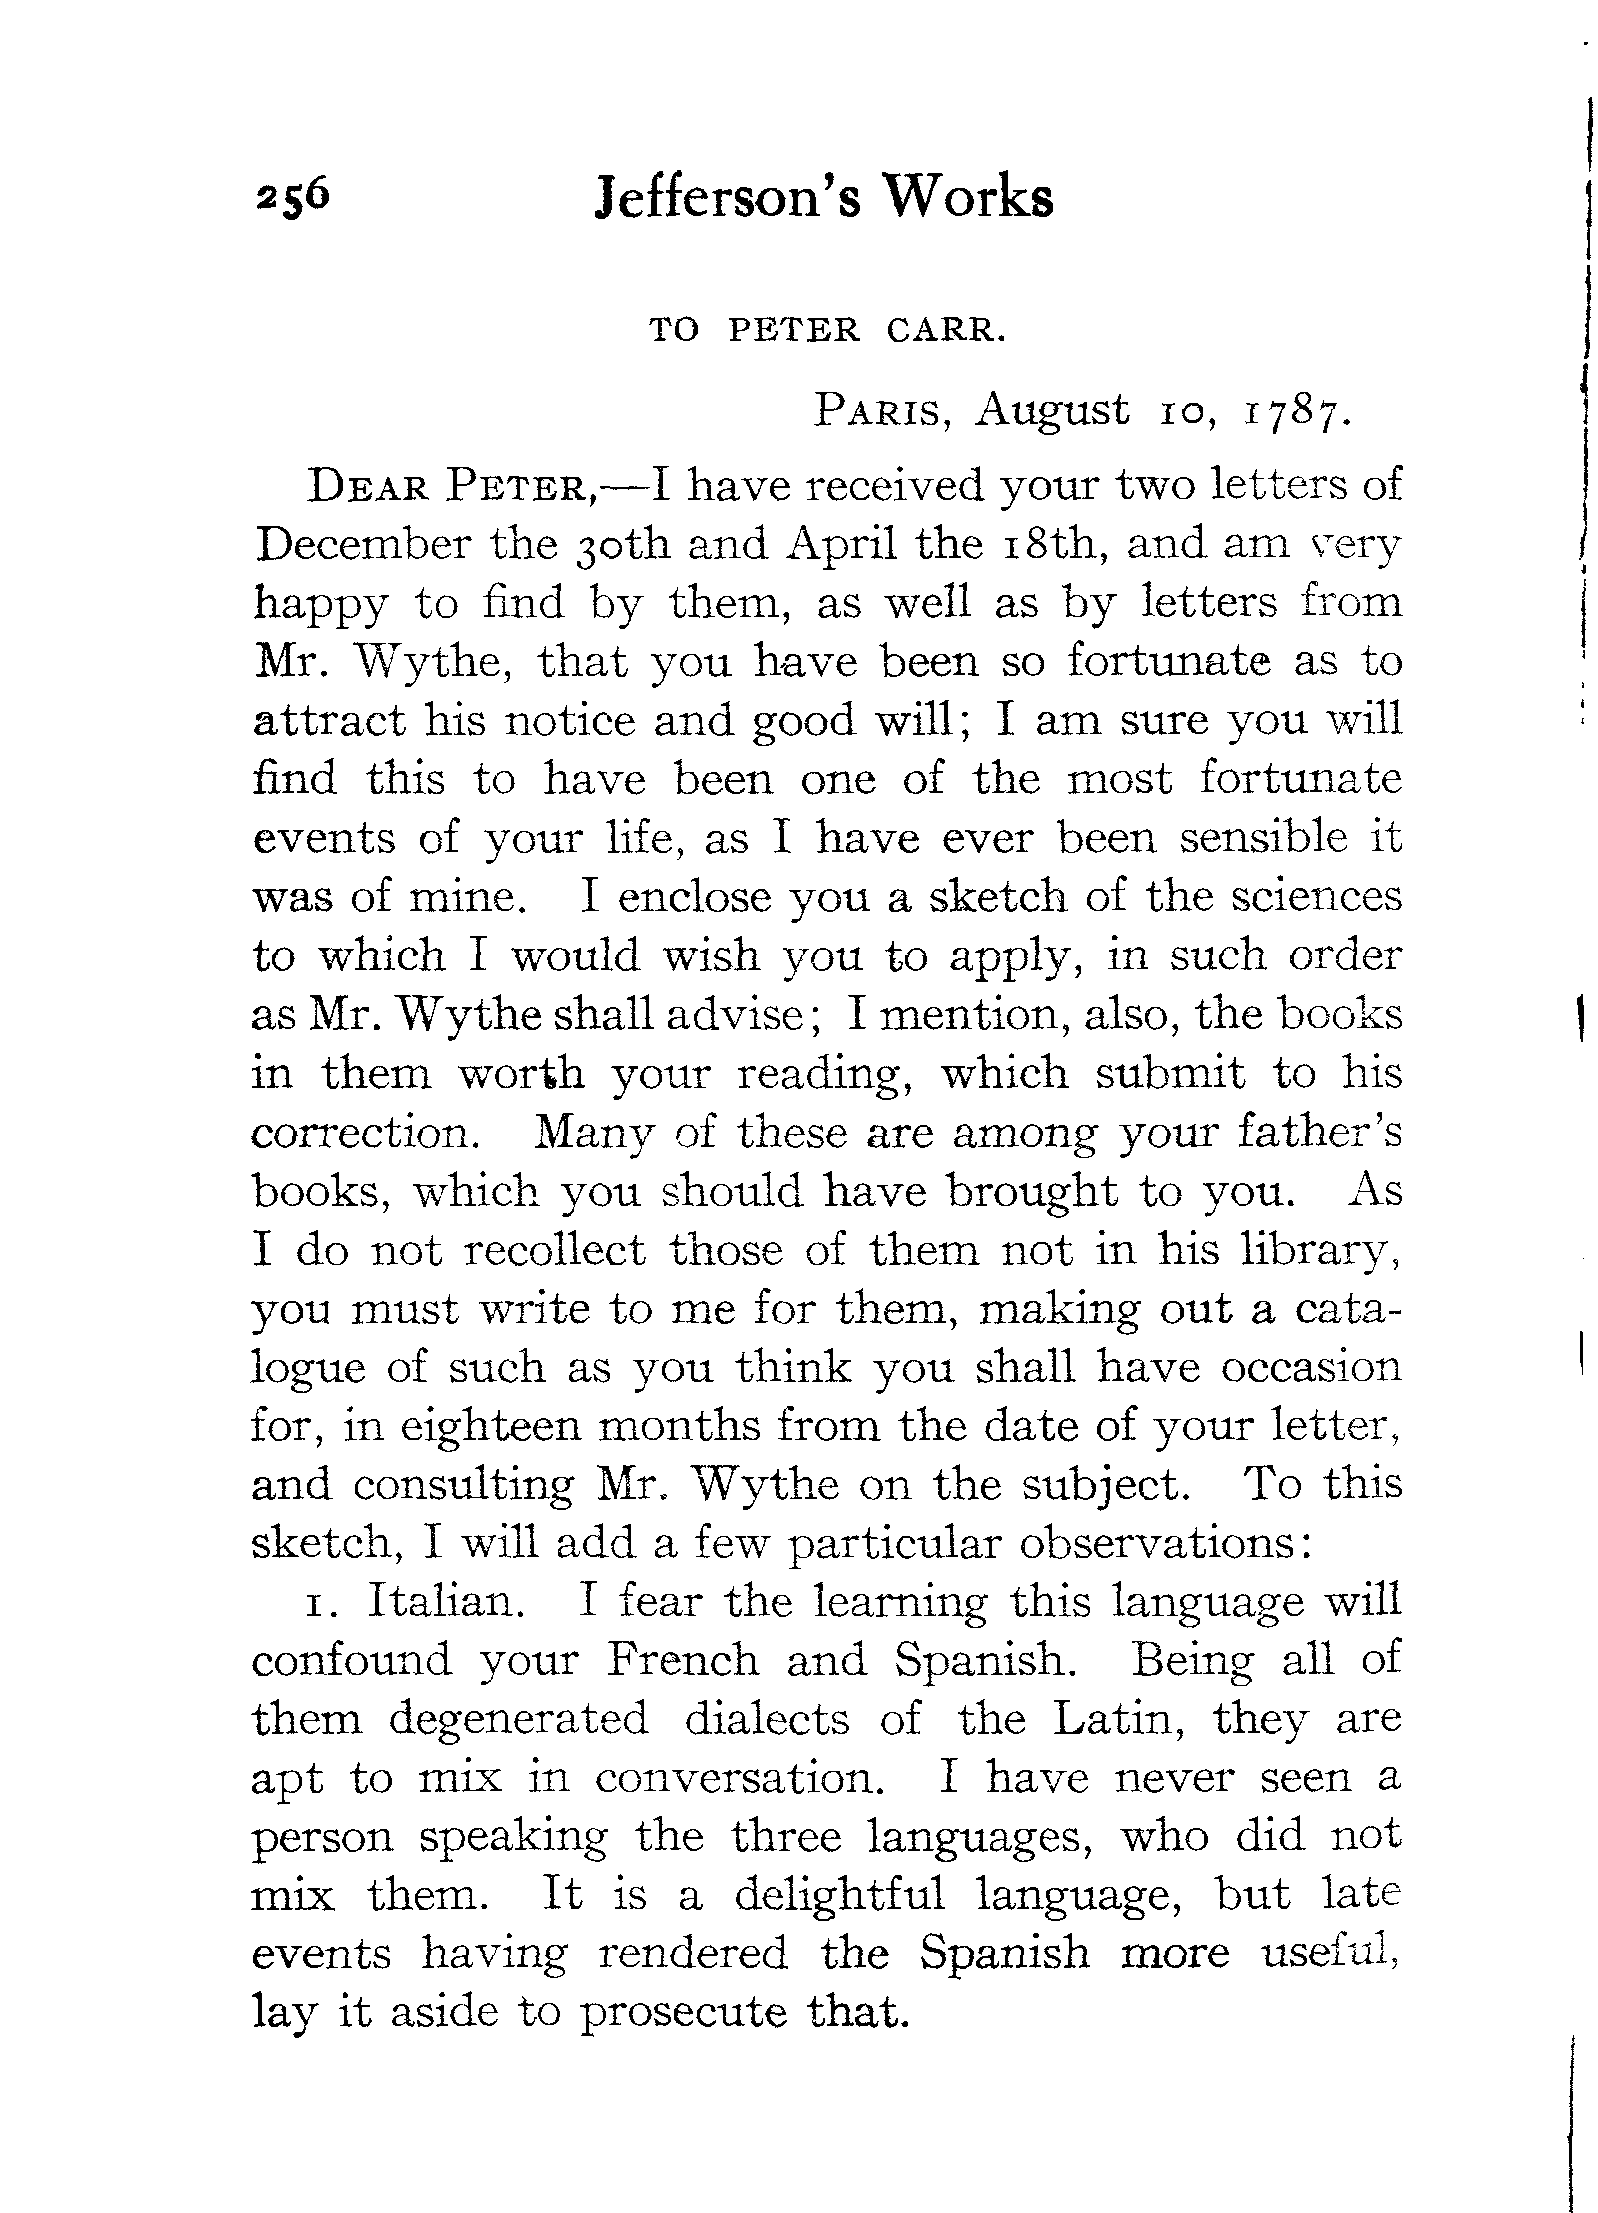 256 Jefferson's Works
TO PETER CARR.
PARIS, August 10, 1787.
DEAR PETER,—I have received your two letters of
December the 30th and April the 18th, and am very
happy to find by them, as well as by letters from
Mr. Wythe, that you have been so fortunate as to
attract his notice and good will; I am sure you will
find this to have been one of the most fortunate
events of your life, as I have ever been sensible it
was of mine. I enclose you a sketch of the sciences
to which I would wish you to apply, in such order
as Mr. Wythe shall advise; I mention, also, the books
in them worth your reading, which submit to his
correction. Many of these are among your father's
books, which you should have brought to you. As
I do not recollect those of them not in his library,
you must write to me for them, making out a cata-
logue of such as you think you shall have occasion
for, in eighteen months from the date of your letter,
and consulting Mr. Wythe on the subject. To this
sketch, I will add a few particular observations:
1. Italian. I fear the learning this language will
confound your French and Spanish. Being all of
them degenerated dialects of the Latin, they are
apt to mix in conversation. I have never seen a
person speaking the three languages, who did not
mix them. It is a delightful language, but late
events having rendered the Spanish more useful,
lay it aside to prosecute that.